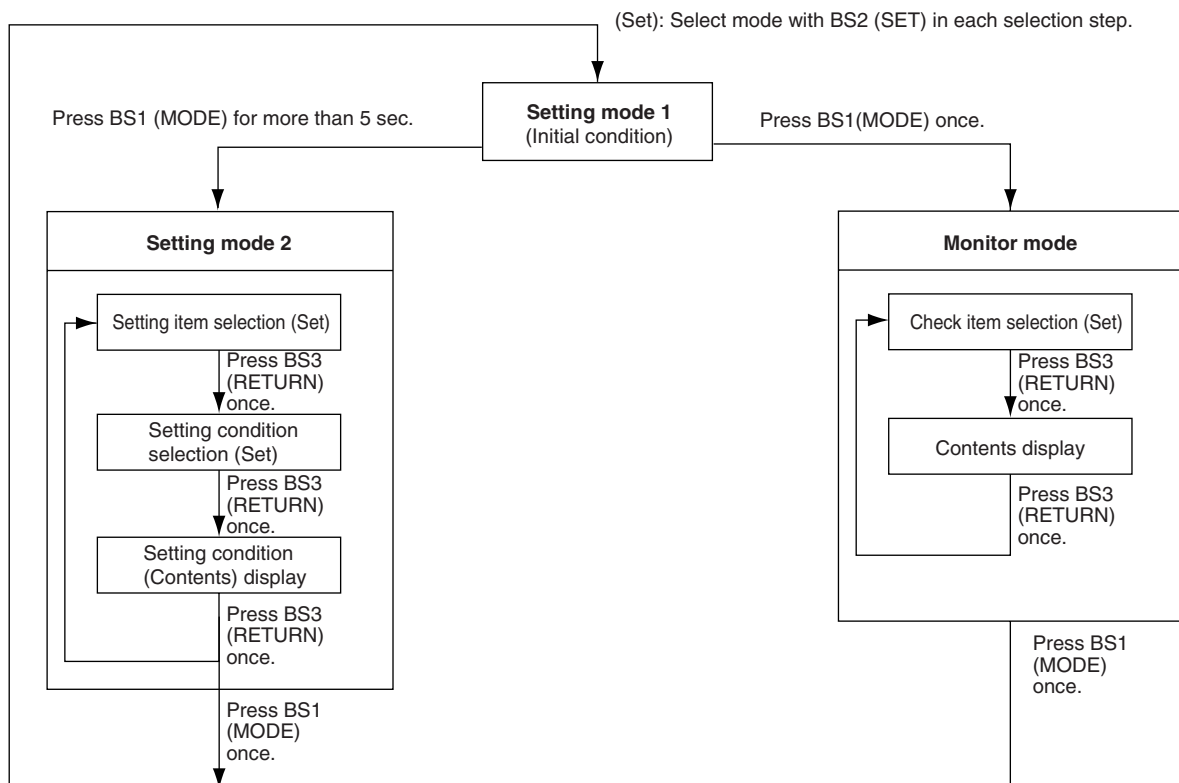 (Set): Select mode with BS2 (SET) in each selection step.
Setting mode 1
(Initial condition)
Press BS1 (MODE) for more than 5 sec.
Press BS1(MODE) once.
Setting mode 2
Setting item selection (Set)
Press BS3
(RETURN)
once.
Setting condition
selection (Set)
Press BS3
(RETURN)
once.
Setting condition
(Contents) display
Press BS3
(RETURN)
once.
Press BS1
(MODE)
once.
Monitor mode
Check item selection (Set)
Press BS3
(RETURN)
once.
Contents display
Press BS3
(RETURN)
once.
Press BS1
(MODE)
once.